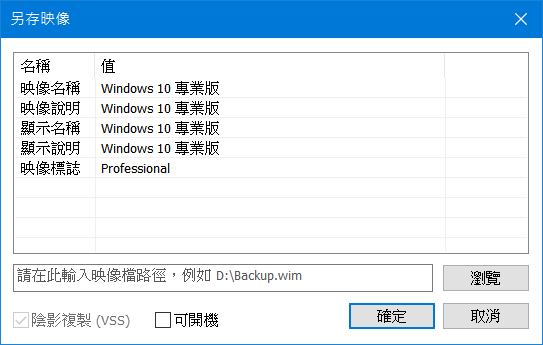 另存映像
名稱 值
映像名稱 Windows 10 專業版
映像說明 Windows 10 專業版
顯示名稱 Windows 10 專業版
顯示說明 Windows 10 專業版
映像標誌 Professional
請在此輸入映像檔路徑，例如 D:\Backup.wim
瀏覽
陰影複製 (VSS) 可開機 確定 取消